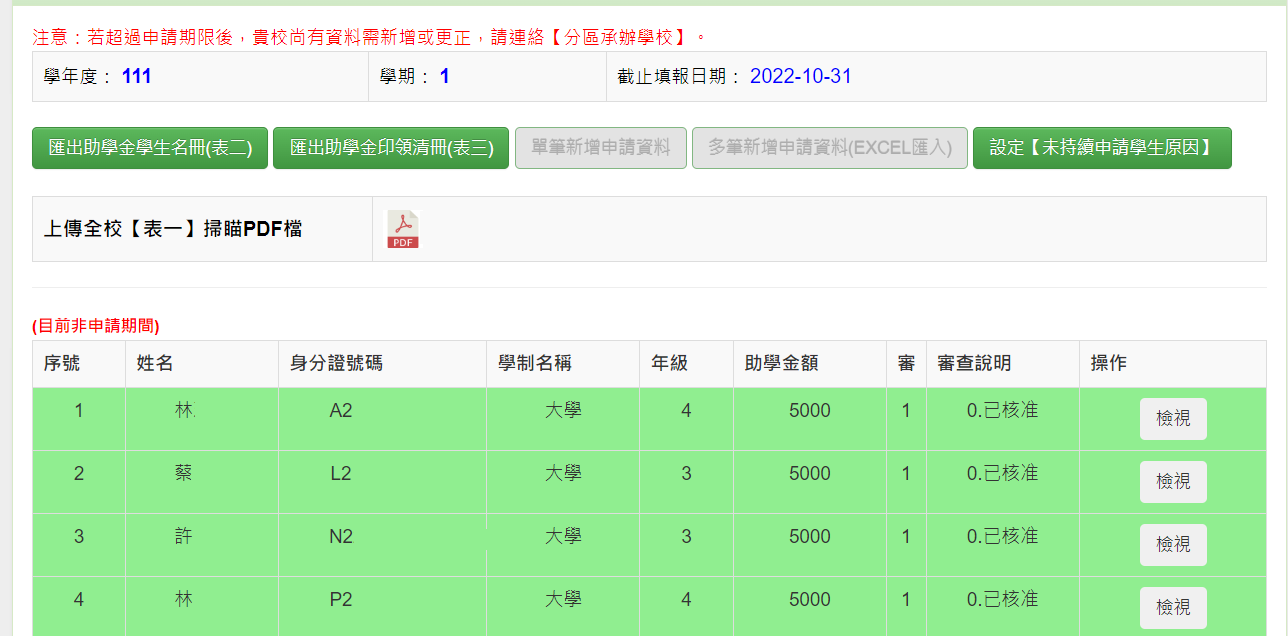 注意：若超過申請期限後，貴校尚有資料需新增或更正，請連絡【分區承辦學校】。
學年度： 111 學期： 1 截止填報日期： 2022-10-31
匯出助學金學生名冊(表二) 匯出助學金印領清冊(表三) 單筆新增申請資料 多筆新增申請資料(EXCEL匯入) 設定【未持續申請學生原因】
上傳全校【表一】掃瞄PDF檔 PDF
(目前非申請期間)
序號 姓名 身分證號碼 學制名稱 年級 助學金額 審 審查說明 操作
1 林 A2 大學 4 5000 1 0.已核准 檢視
2 蔡 L2 大學 3 5000 1 0.已核准 檢視
3 許 N2 大學 3 5000 1 0.已核准 檢視
4 林 P2 大學 4 5000 1 0.已核准 檢視